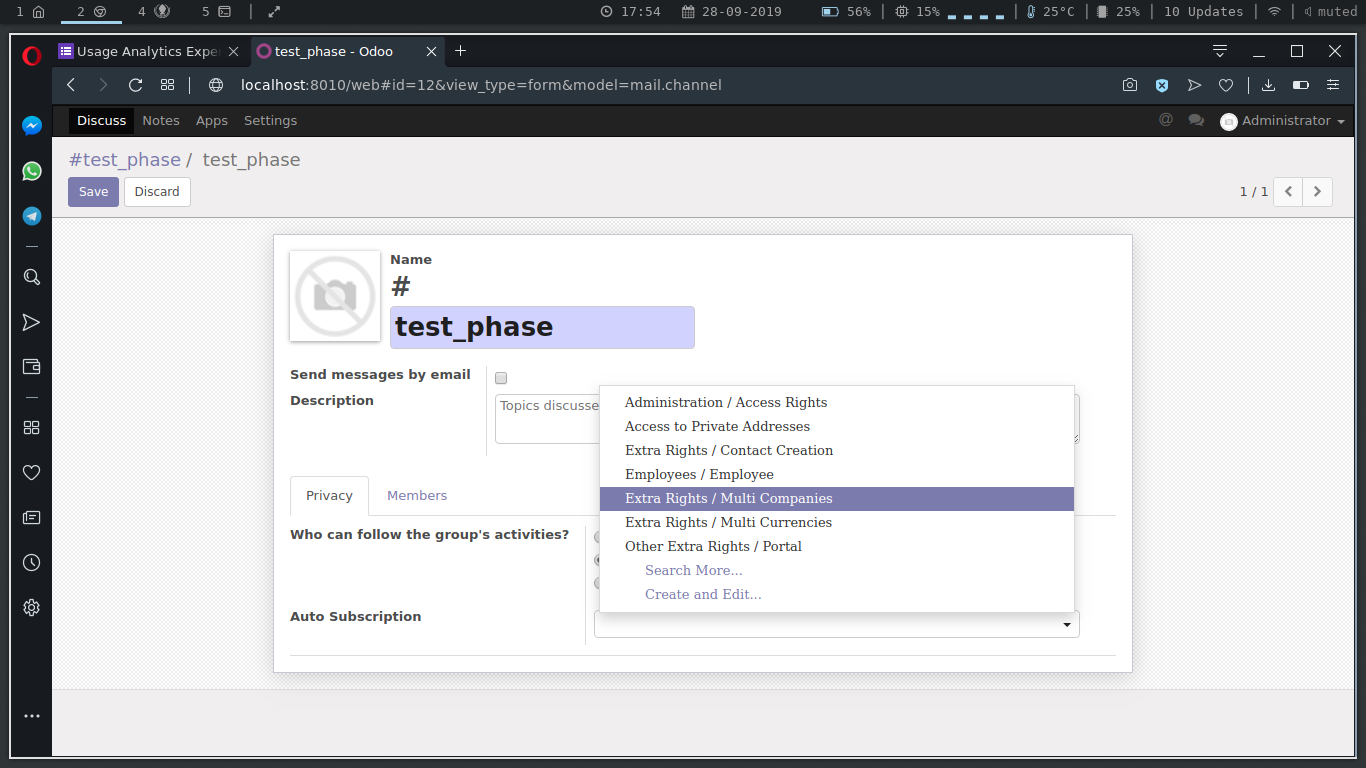 1 2 4 5 17:54 28-09-2019 56% 15% 25°C 25% 10 Updates muted
Usage Analytics Expe test_phase - Odoo
localhost:8010/web#id=12&view_type=form&model=mail.channel
Discuss Notes Apps Settings @ Administrator
#test_phase / test_phase
Save Discard 1 / 1
Name
#
test_phase
Send messages by email
Description Topics discusse
Administration / Access Rights
Access to Private Addresses
Extra Rights / Contact Creation
Employees / Employee
Extra Rights / Multi Companies
Extra Rights / Multi Currencies
Other Extra Rights / Portal
Search More...
Create and Edit...
Privacy Members
Who can follow the group's activities?
Auto Subscription